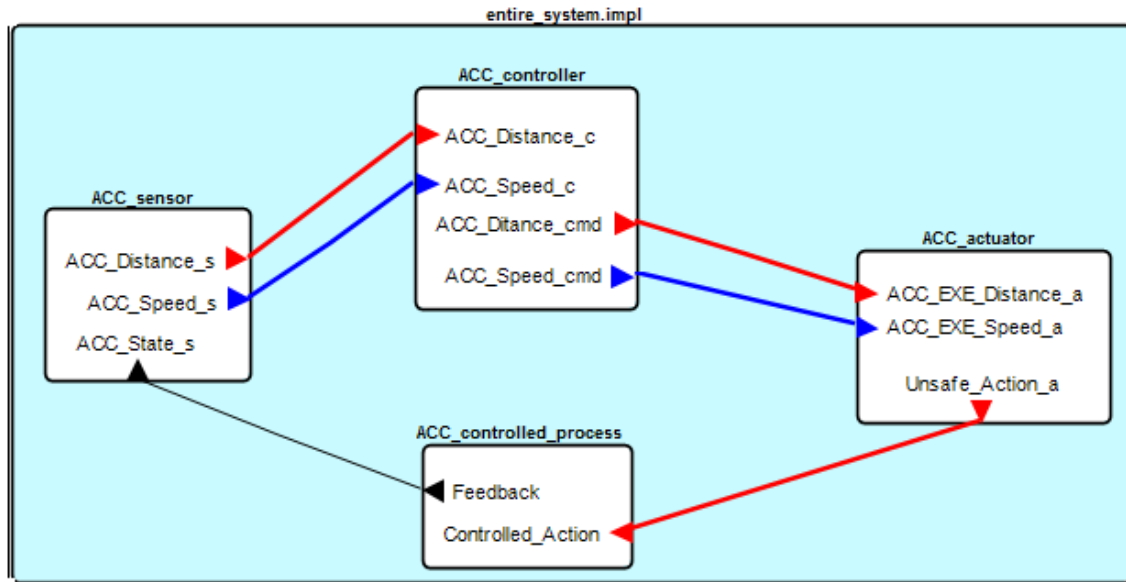 entire_system.impl
ACC_controller
ACC_Distance_c
ACC_Speed_c
ACC_Ditance_cmd
ACC_Speed_cmd
ACC_sensor
ACC_Distance_s
ACC_Speed_s
ACC_State_s
ACC_actuator
ACC_EXE_Distance_a
ACC_EXE_Speed_a
Unsafe_Action_a
ACC_controlled_process
Feedback
Controlled_Action